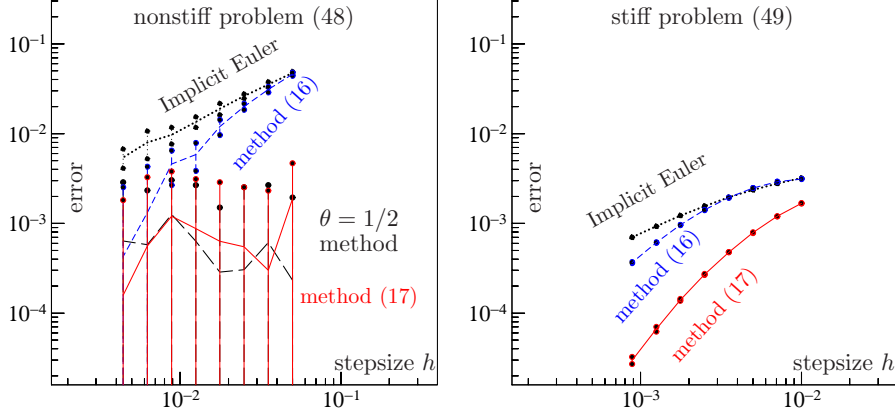 nonstiff problem (48)
10⁻¹
10⁻²
10⁻³
10⁻⁴
error
Implicit Euler
method (16)
θ = 1/2
method
method (17)
stepsize h
10⁻²
10⁻¹
stiff problem (49)
10⁻¹
10⁻²
10⁻³
10⁻⁴
error
Implicit Euler
method (16)
method (17)
stepsize h
10⁻³
10⁻²